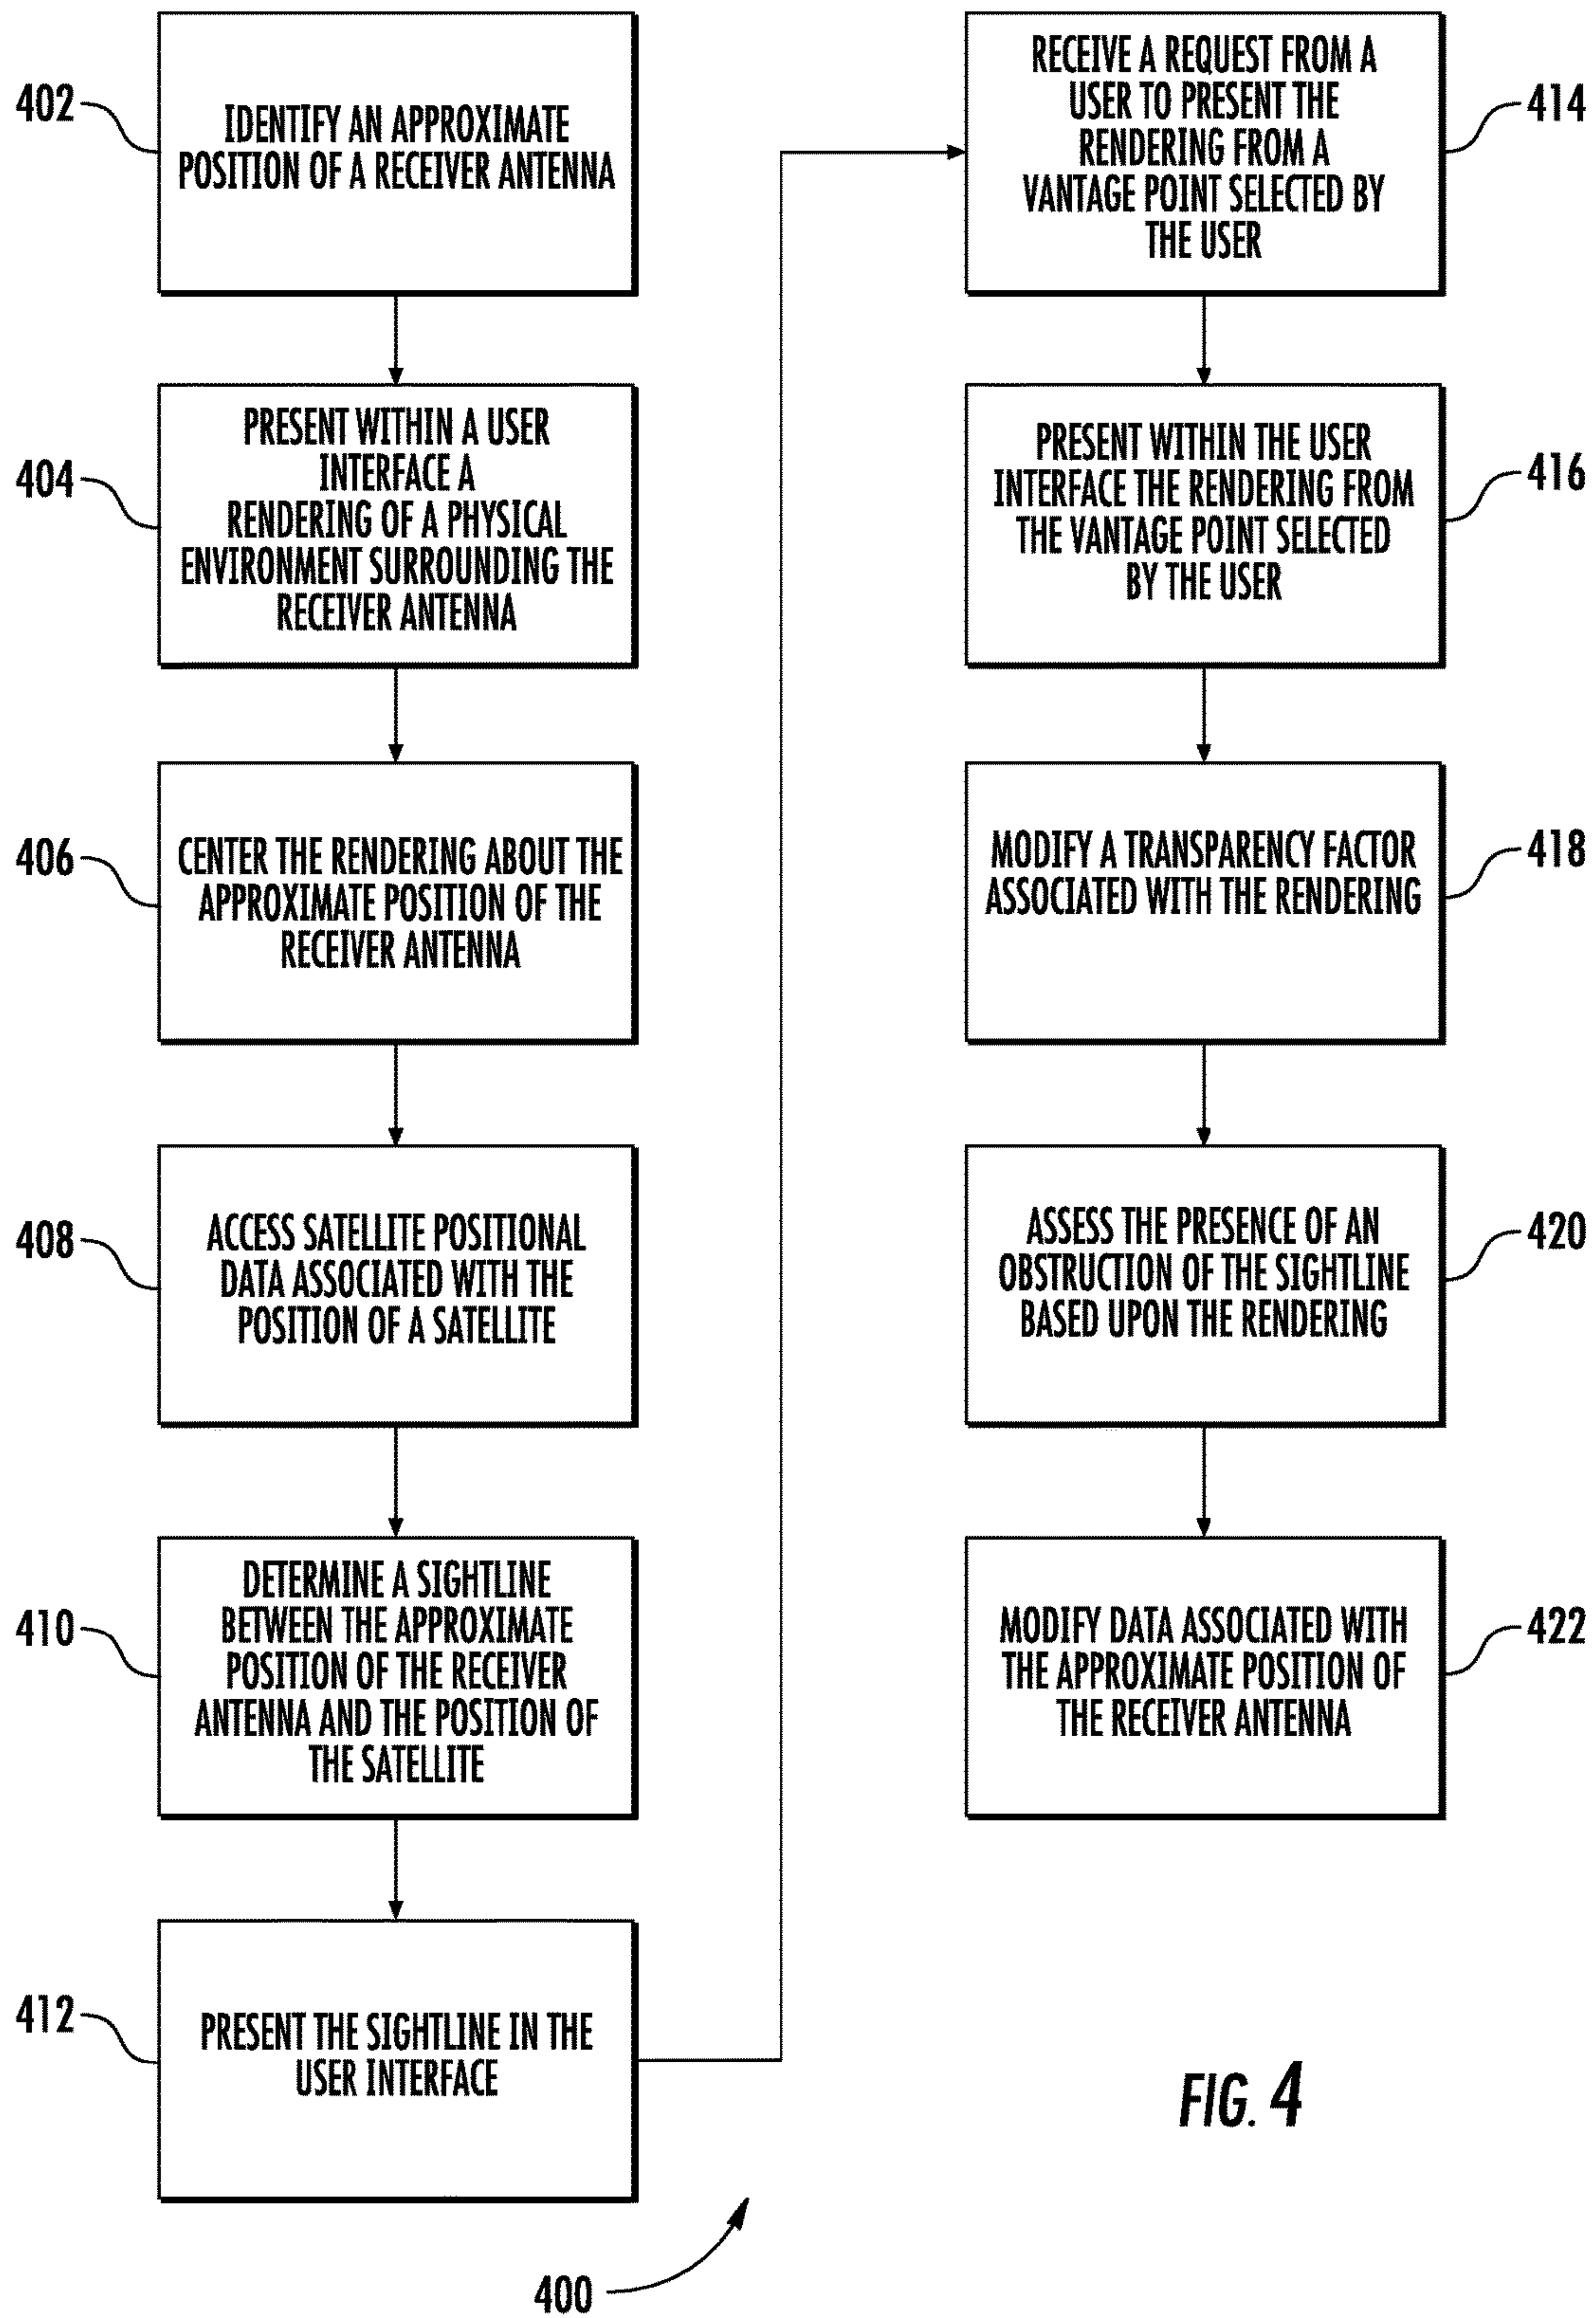 402
IDENTIFY AN APPROXIMATE
POSITION OF A RECEIVER ANTENNA
404
PRESENT WITHIN A USER
INTERFACE A
RENDERING OF A PHYSICAL
ENVIRONMENT SURROUNDING THE
RECEIVER ANTENNA
406
CENTER THE RENDERING ABOUT THE
APPROXIMATE POSITION OF THE
RECEIVER ANTENNA
408
ACCESS SATELLITE POSITIONAL
DATA ASSOCIATED WITH THE
POSITION OF A SATELLITE
410
DETERMINE A SIGHTLINE
BETWEEN THE APPROXIMATE
POSITION OF THE RECEIVER
ANTENNA AND THE POSITION OF
THE SATELLITE
412
PRESENT THE SIGHTLINE IN THE
USER INTERFACE
414
RECEIVE A REQUEST FROM A
USER TO PRESENT THE
RENDERING FROM A
VANTAGE POINT SELECTED BY
THE USER
416
PRESENT WITHIN THE USER
INTERFACE THE RENDERING FROM
THE VANTAGE POINT SELECTED
BY THE USER
418
MODIFY A TRANSPARENCY FACTOR
ASSOCIATED WITH THE RENDERING
420
ASSESS THE PRESENCE OF AN
OBSTRUCTION OF THE SIGHTLINE
BASED UPON THE RENDERING
422
MODIFY DATA ASSOCIATED WITH
THE APPROXIMATE POSITION OF
THE RECEIVER ANTENNA
FIG. 4
400